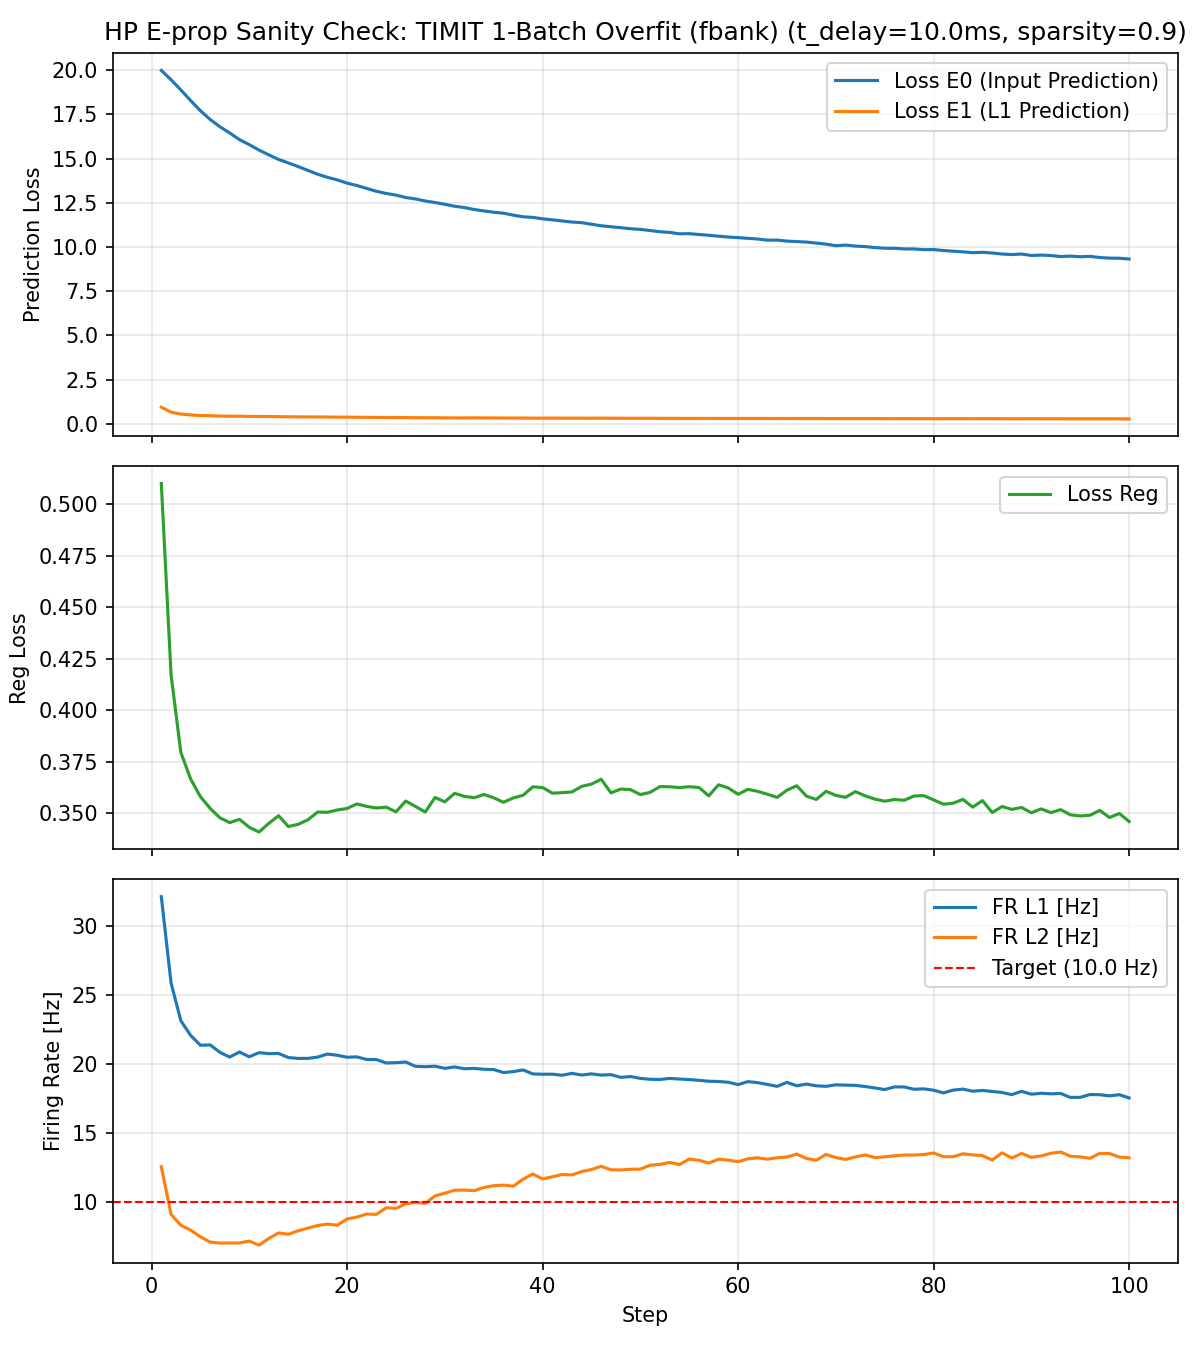 HP E-prop Sanity Check: TIMIT 1-Batch Overfit (fbank) (t_delay=10.0ms, sparsity=0.9)
20.0
17.5
15.0
12.5
10.0
7.5
5.0
2.5
0.0
Prediction Loss
Loss E0 (Input Prediction)
Loss E1 (L1 Prediction)
0.500
0.475
0.450
0.425
0.400
0.375
0.350
Reg Loss
Loss Reg
30
25
20
15
10
Firing Rate [Hz]
FR L1 [Hz]
FR L2 [Hz]
Target (10.0 Hz)
0 20 40 60 80 100
Step